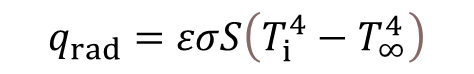 q_rad = εσS(T_i^4 − T_∞^4)